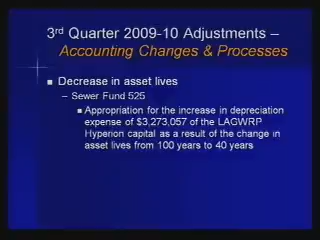 3rd Quarter 2009-10 Adjustments –
Accounting Changes & Processes
Decrease in asset lives
– Sewer Fund 525
Appropriation for the increase in depreciation
expense of $3,273,057 of the LAGWRP
Hyperion capital as a result of the change in
asset lives from 100 years to 40 years